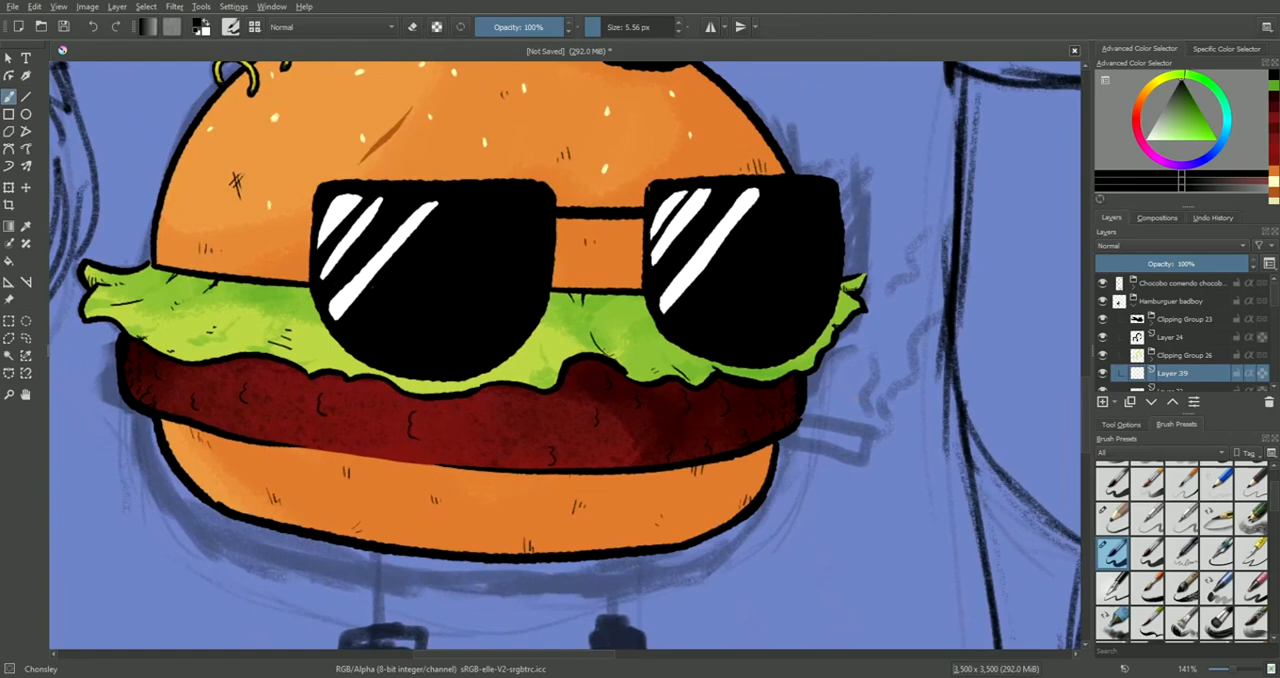 File Edit View Image Layer Select Filter Tools Settings Window Help
Normal Opacity: 100% Size: 5.56 px
[Not Saved] (292.0 MiB) *
Advanced Color Selector Specific Color Selector
Advanced Color Selector
Layers Compositions Undo History
Layers
Normal
Opacity: 100%
Chocobo comendo chocob...
Hamburguer badboy
Clipping Group 23
Layer 24
Clipping Group 26
Layer 39
Tool Options Brush Presets
Brush Presets
All Tag
Search
Chonsley RGB/Alpha (8-bit integer/channel) sRGB-elle-V2-srgbtrc.icc 3,500 x 3,500 (292.0 MiB) 141%